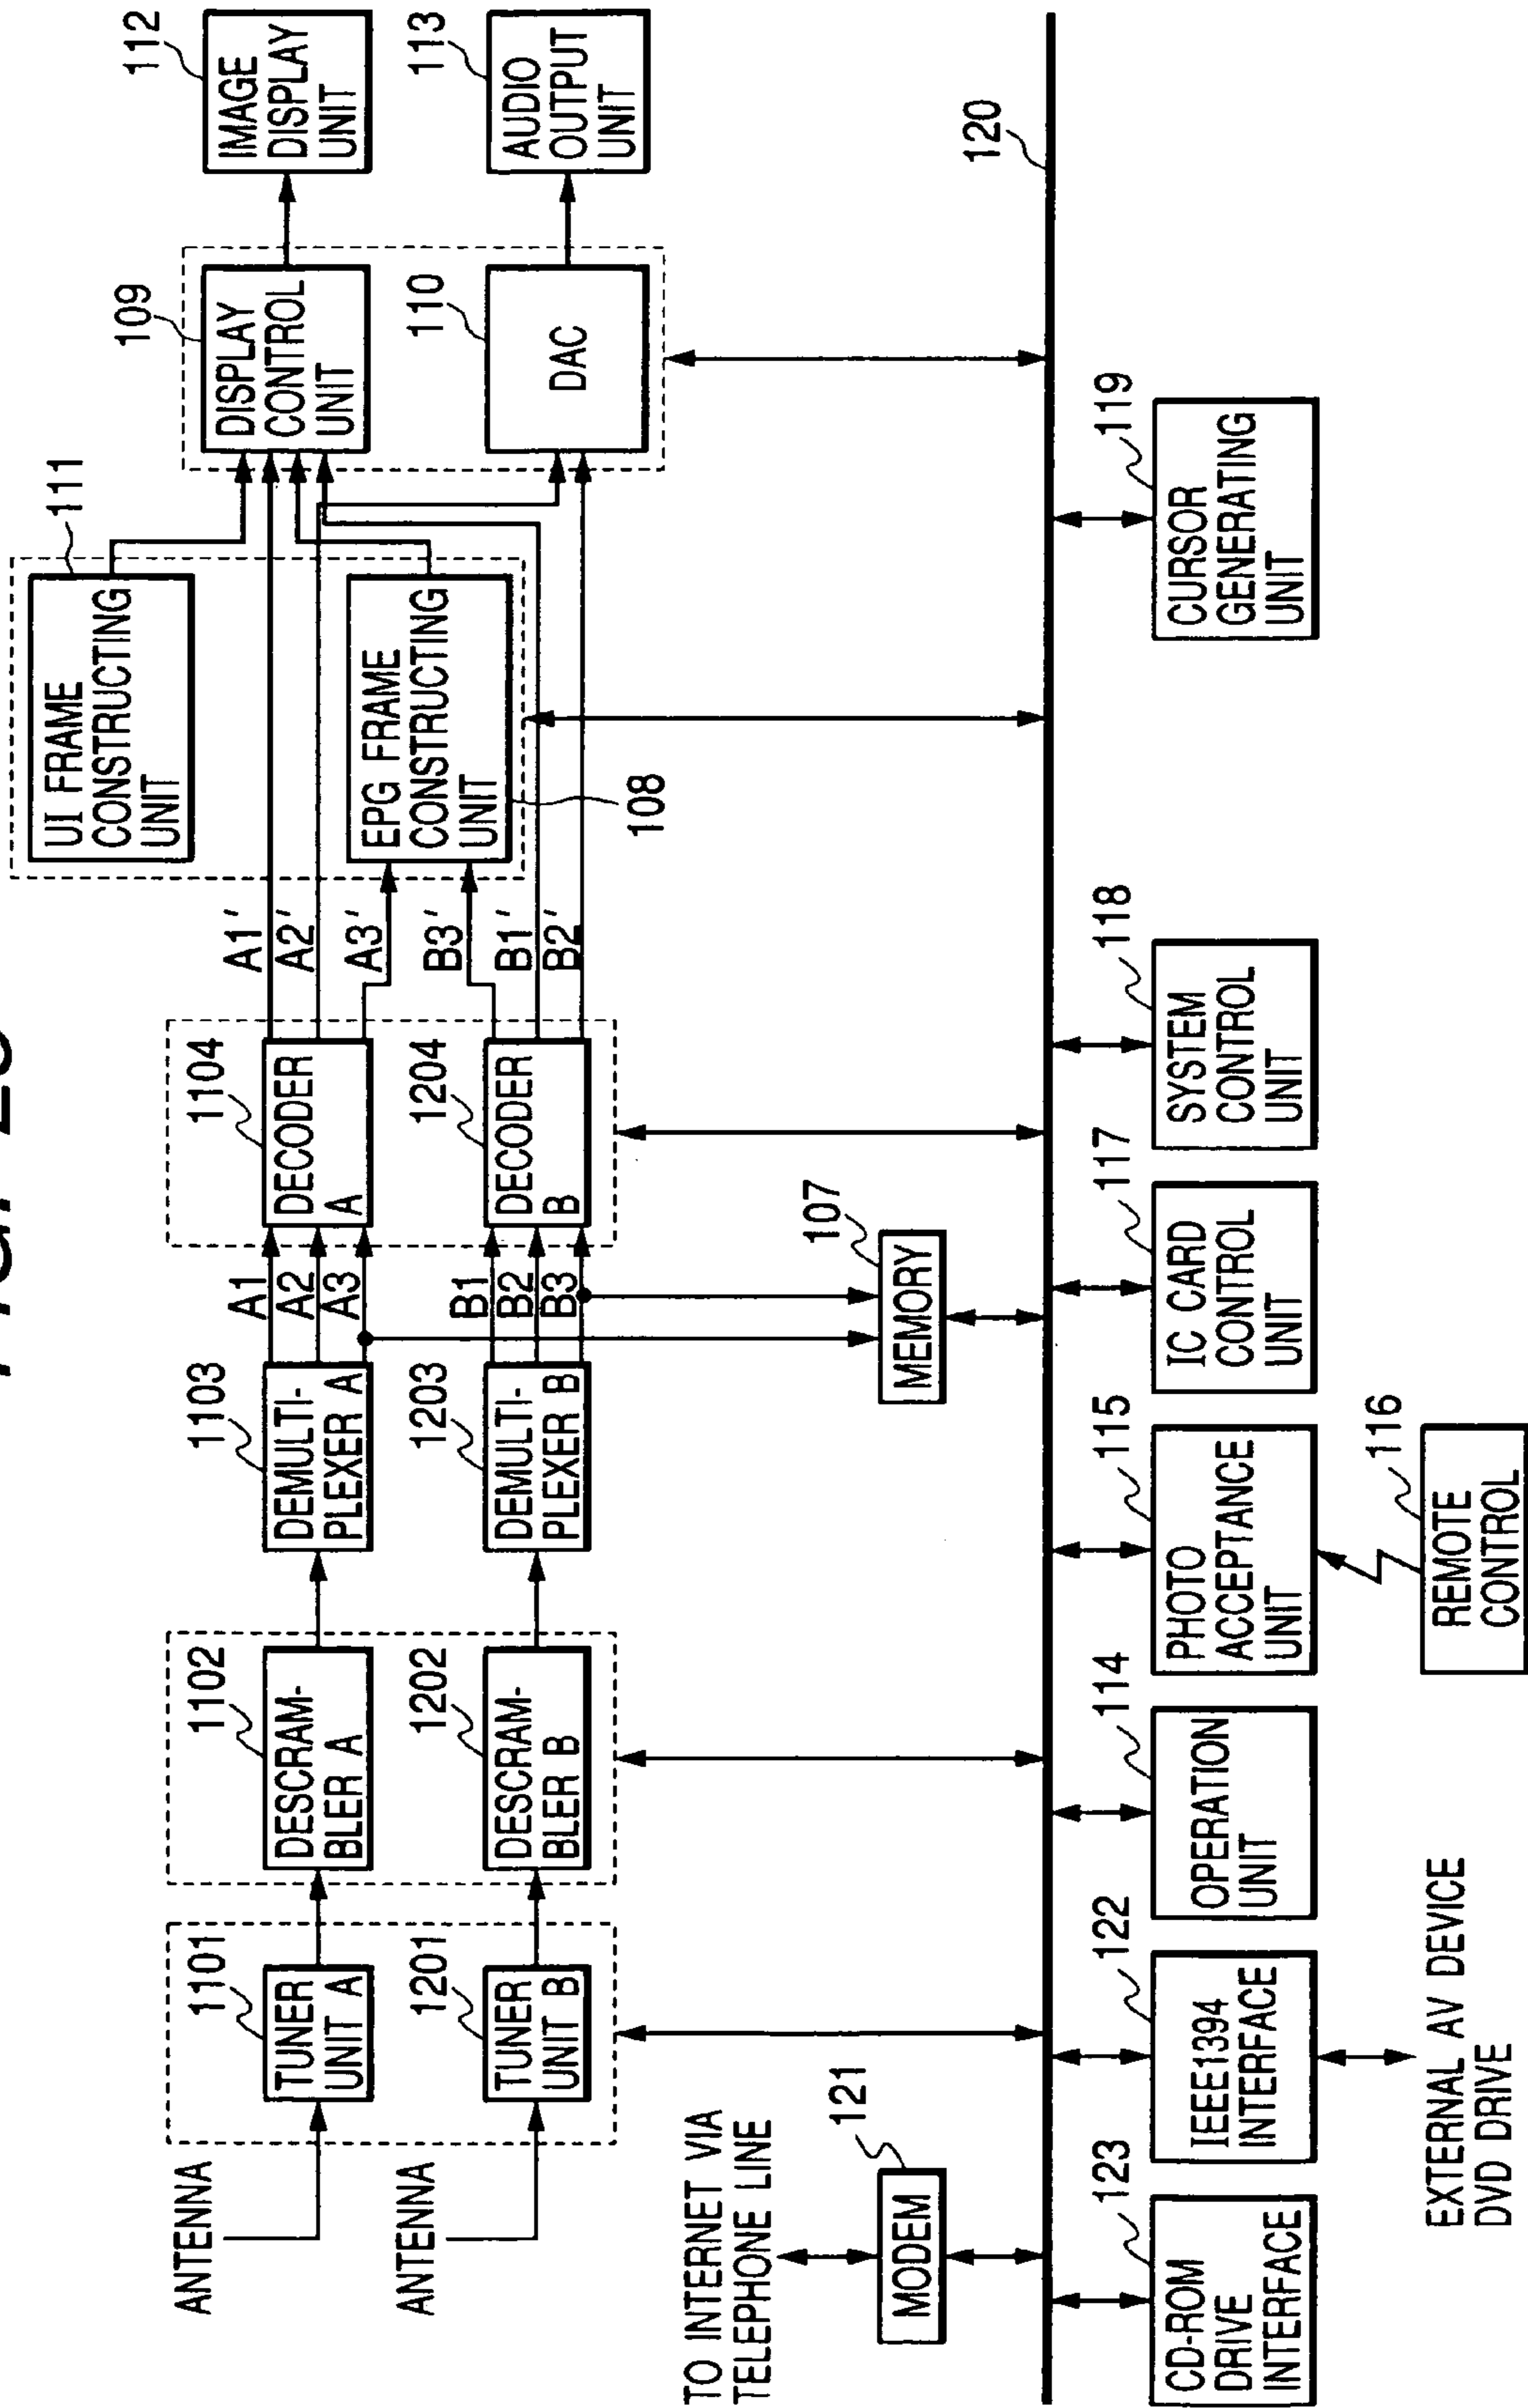 ANTENNA
ANTENNA
1101
TUNER
UNIT A
1201
TUNER
UNIT B
1102
DESCRAM-
BLER A
1202
DESCRAM-
BLER B
1103
DEMULTI-
PLEXER A
1203
DEMULTI-
PLEXER B
A1
A2
A3
B1
B2
B3
1104
DECODER
A
1204
DECODER
B
A1'
A2'
A3'
B3'
B1'
B2'
111
UI FRAME
CONSTRUCTING
UNIT
EPG FRAME
CONSTRUCTING
UNIT
108
109
DISPLAY
CONTROL
UNIT
110
DAC
112
IMAGE
DISPLAY
UNIT
113
AUDIO
OUTPUT
UNIT
TO INTERNET VIA
TELEPHONE LINE
121
MODEM
107
MEMORY
120
123
CD-ROM
DRIVE
INTERFACE
122
IEEE1394
INTERFACE
EXTERNAL AV DEVICE
DVD DRIVE
114
OPERATION
UNIT
115
PHOTO
ACCEPTANCE
UNIT
116
REMOTE
CONTROL
117
IC CARD
CONTROL
UNIT
118
SYSTEM
CONTROL
UNIT
119
CURSOR
GENERATING
UNIT